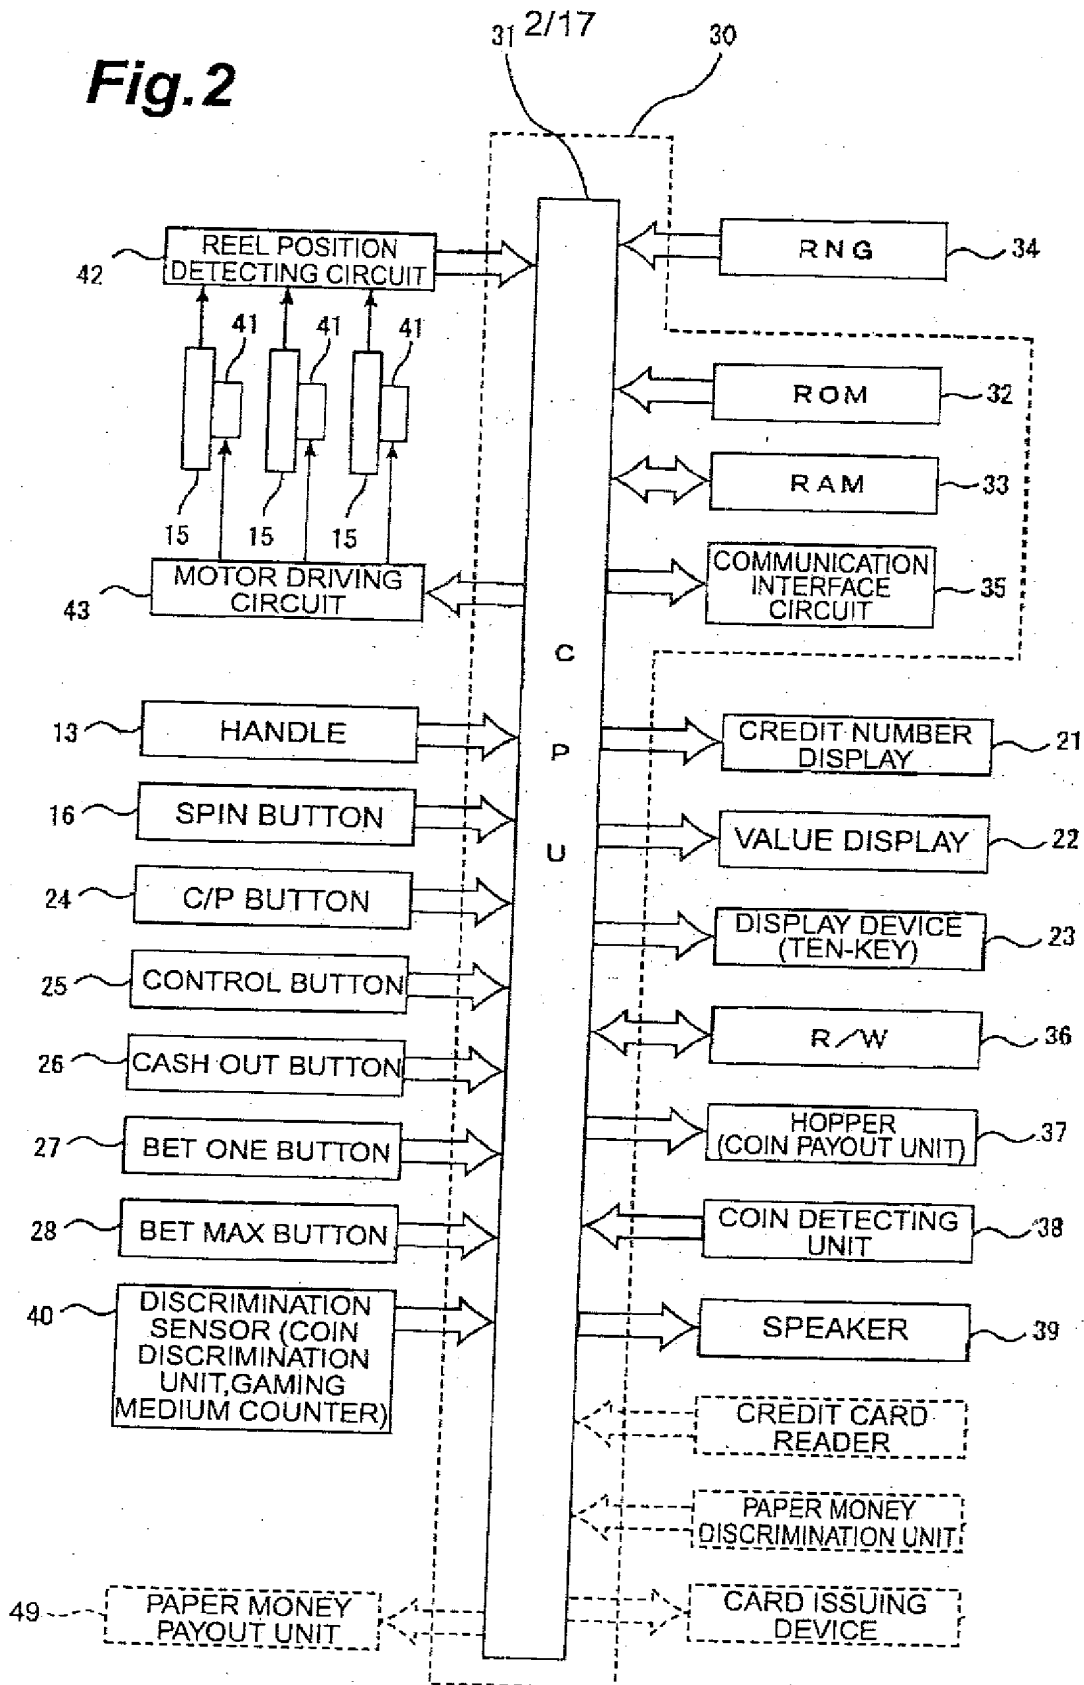 2/17
Fig.2
31
30
REEL POSITION
DETECTING CIRCUIT
42
RNG
34
41
41
41
ROM
32
RAM
33
15
15
15
MOTOR DRIVING
CIRCUIT
43
COMMUNICATION
INTERFACE
CIRCUIT
35
C
P
U
13
HANDLE
CREDIT NUMBER
DISPLAY
21
16
SPIN BUTTON
VALUE DISPLAY
22
24
C/P BUTTON
DISPLAY DEVICE
(TEN-KEY)
23
25
CONTROL BUTTON
R/W
36
26
CASH OUT BUTTON
HOPPER
(COIN PAYOUT UNIT)
37
27
BET ONE BUTTON
COIN DETECTING
UNIT
38
28
BET MAX BUTTON
40
DISCRIMINATION
SENSOR (COIN
DISCRIMINATION
UNIT,GAMING
MEDIUM COUNTER)
SPEAKER
39
CREDIT CARD
READER
PAPER MONEY
DISCRIMINATION UNIT
49
PAPER MONEY
PAYOUT UNIT
CARD ISSUING
DEVICE